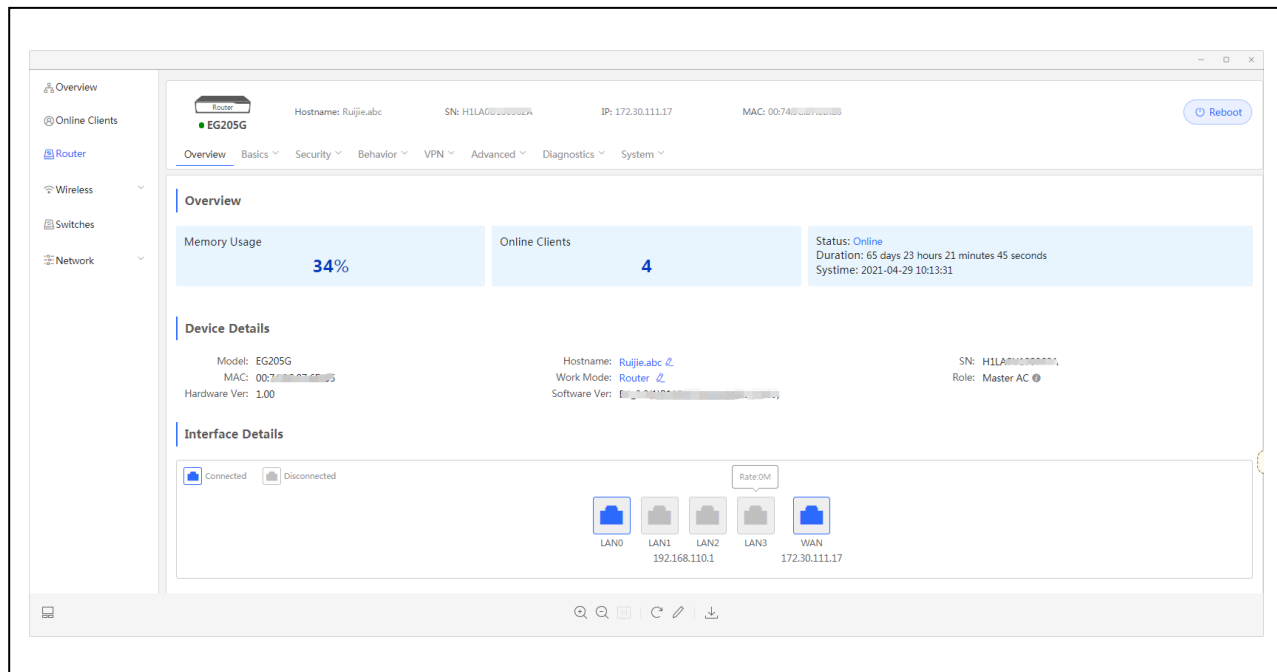 Overview
Online Clients
Router
Wireless
Switches
Network
Router
EG205G
Hostname: Ruijie.abc
SN: H1LA
IP: 172.30.111.17
MAC: 00:74
Reboot
Overview Basics Security Behavior VPN Advanced Diagnostics System
Overview
Memory Usage
34%
Online Clients
4
Status: Online
Duration: 65 days 23 hours 21 minutes 45 seconds
Systime: 2021-04-29 10:13:31
Device Details
Model: EG205G
Hostname: Ruijie.abc
SN: H1LA
MAC: 00:7
Work Mode: Router
Role: Master AC
Hardware Ver: 1.00
Software Ver:
Interface Details
Connected
Disconnected
Rate:0M
LAN0 LAN1 LAN2 LAN3 WAN
192.168.110.1 172.30.111.17